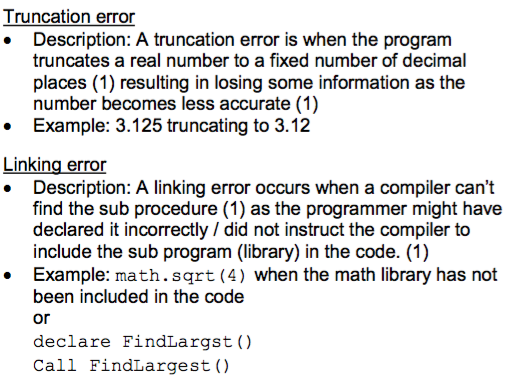 Truncation error
• Description: A truncation error is when the program
truncates a real number to a fixed number of decimal
places (1) resulting in losing some information as the
number becomes less accurate (1)
• Example: 3.125 truncating to 3.12
Linking error
• Description: A linking error occurs when a compiler can't
find the sub procedure (1) as the programmer might have
declared it incorrectly / did not instruct the compiler to
include the sub program (library) in the code. (1)
• Example: math.sqrt(4) when the math library has not
been included in the code
or
declare FindLargst()
Call FindLargest()